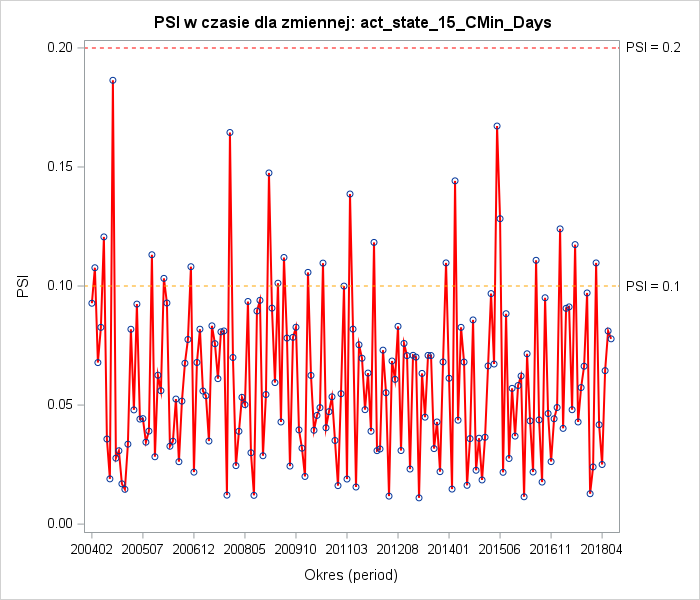 PSI w czasie dla zmiennej: act_state_15_CMin_Days
0.20
PSI = 0.2
0.15
0.10
PSI = 0.1
PSI
0.05
0.00
200402 200507 200612 200805 200910 201103 201208 201401 201506 201611 201804
Okres (period)